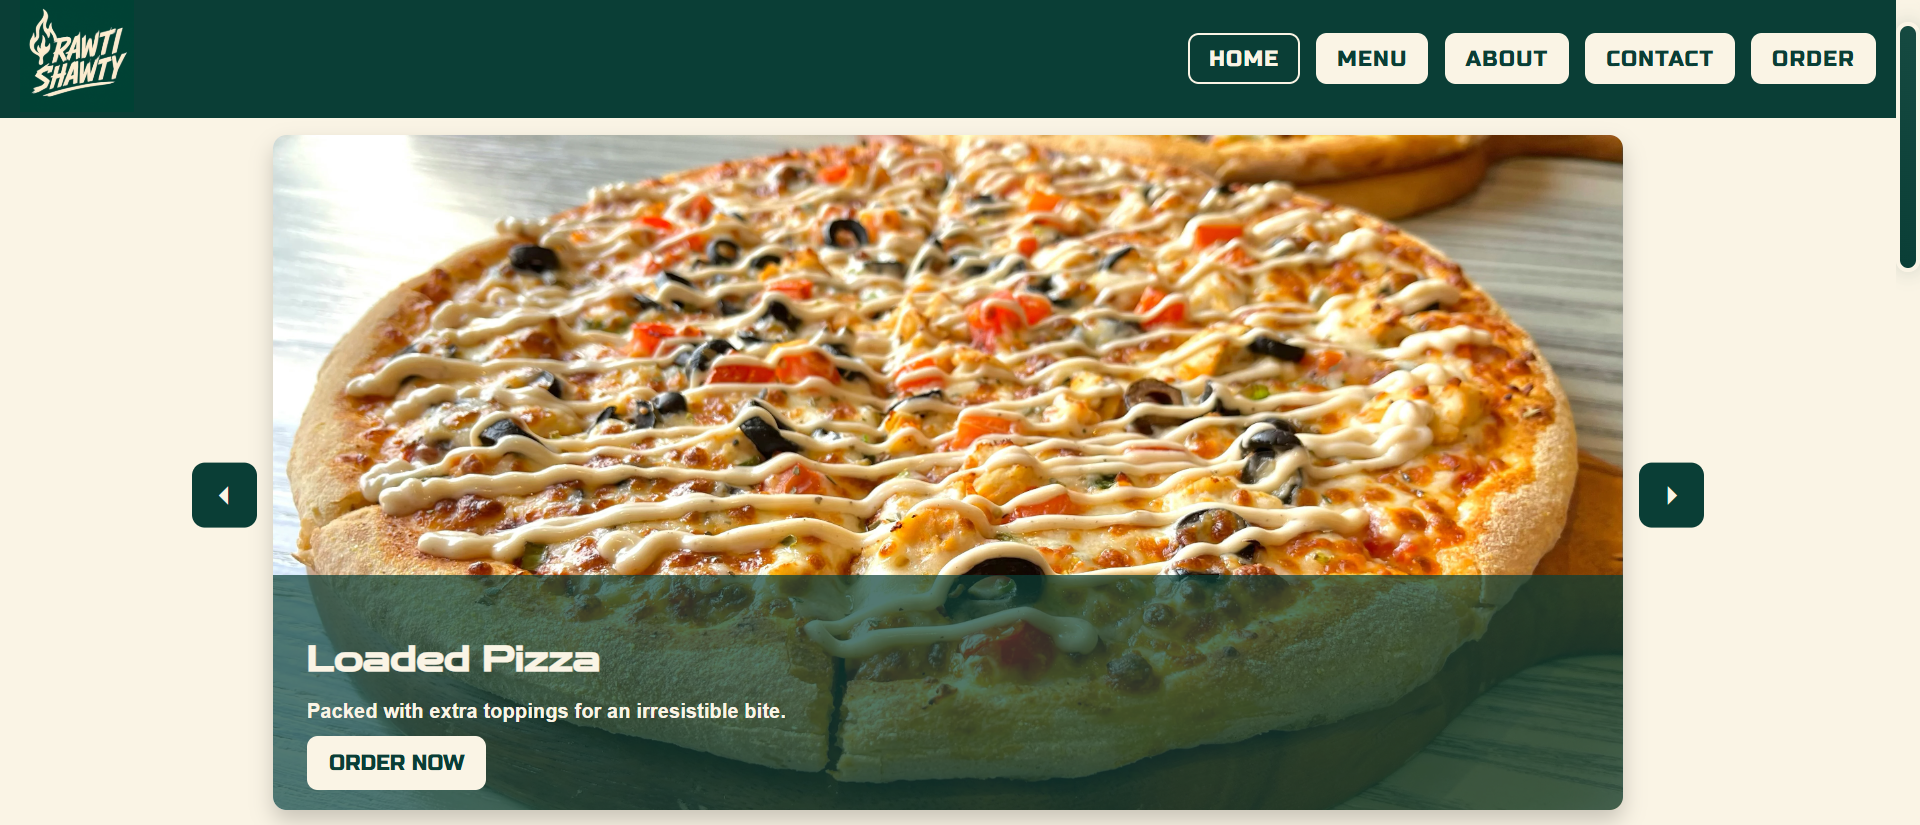 RAWTI
SHAWTY
HOME
MENU
ABOUT
CONTACT
ORDER
Loaded Pizza
Packed with extra toppings for an irresistible bite.
ORDER NOW